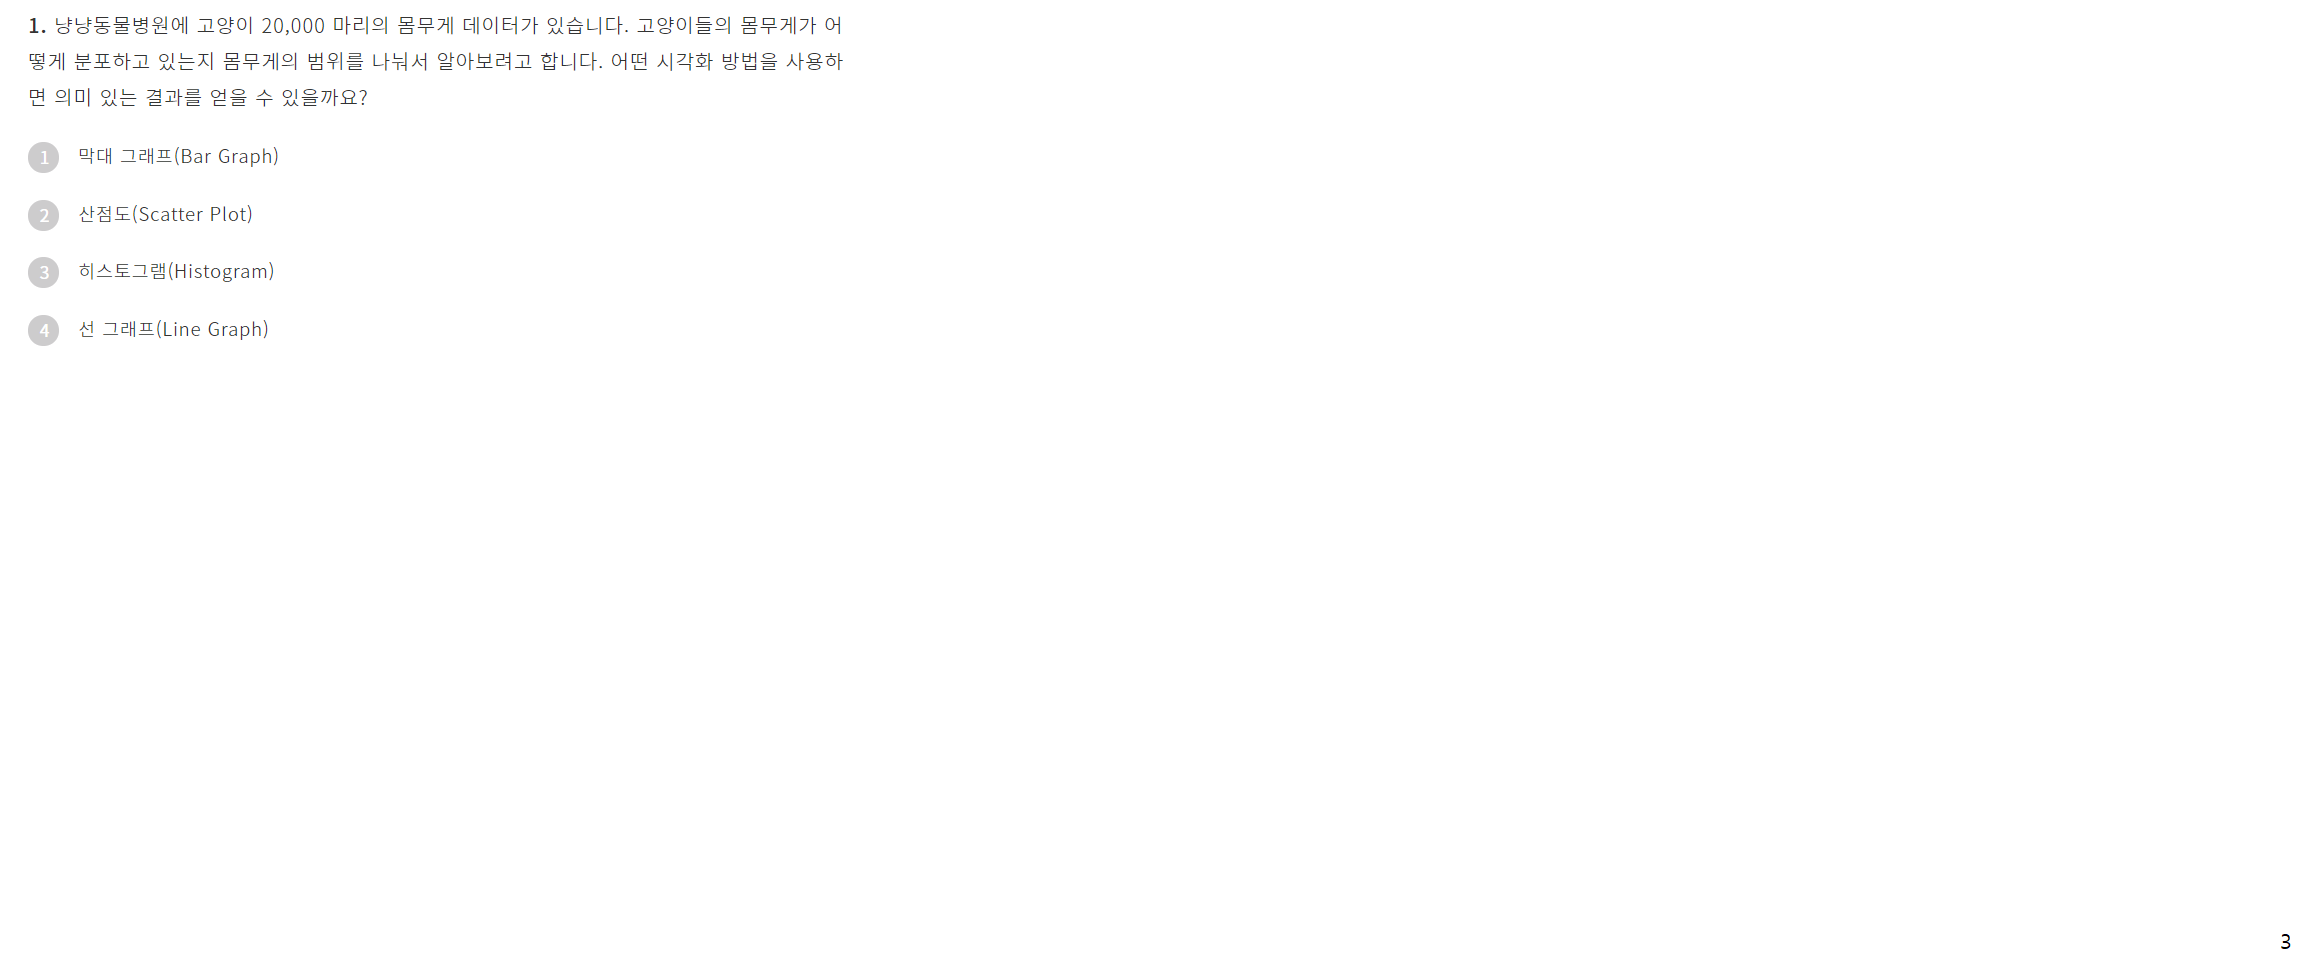 1. 냥냥동물병원에 고양이 20,000 마리의 몸무게 데이터가 있습니다. 고양이들의 몸무게가 어
떻게 분포하고 있는지 몸무게의 범위를 나눠서 알아보려고 합니다. 어떤 시각화 방법을 사용하
면 의미 있는 결과를 얻을 수 있을까요?
1 막대 그래프(Bar Graph)
2 산점도(Scatter Plot)
3 히스토그램(Histogram)
4 선 그래프(Line Graph)
3